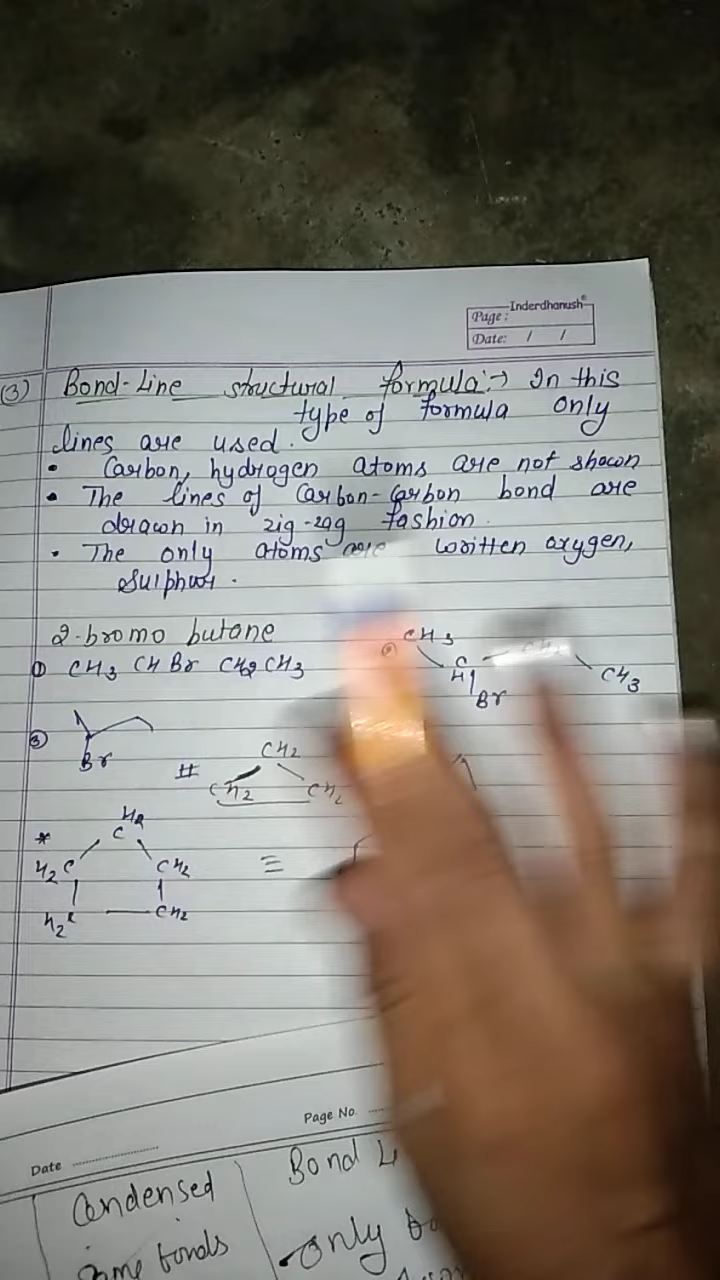 Inderdhanush
Page :
Date: / /
(3) Bond-Line structural formula :→ In this
type of formula only
lines are used.
• Carbon, hydrogen atoms are not shown
• The lines of Carbon-Carbon bond are
drawn in zig-zag fashion
• The only atoms are written oxygen,
Sulphur.
2-bromo butane
① CH3 CH Br CH2 CH3
② CH3
C
H
CH3
Br
③
Br
# CH2
CH2 CH2
*
H2
C
H2C CH2
≡
H2C CH2
Page No.
Date
Condensed
Bond L
Some bonds
only